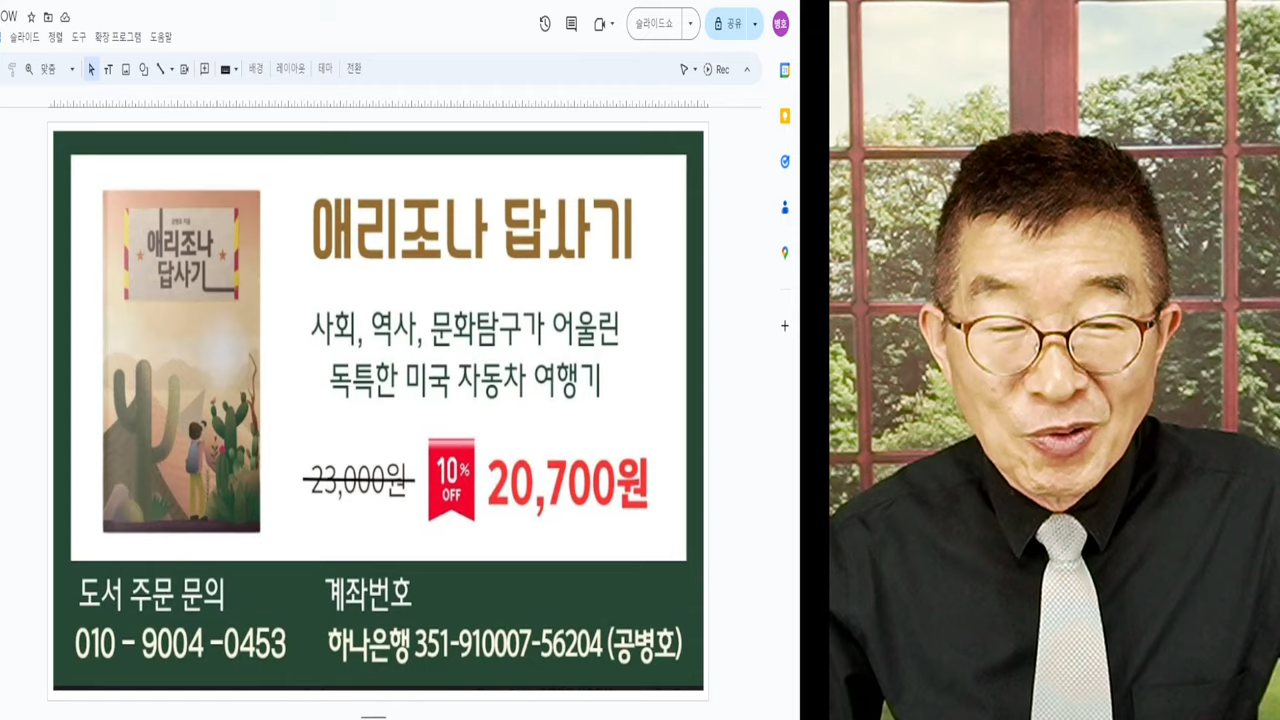 OW
슬라이드 정렬 도구 확장 프로그램 도움말
슬라이드쇼
공유
병호
맞춤
배경 레이아웃 테마 전환
Rec
공병호 지음
애리조나
답사기
애리조나 답사기
사회, 역사, 문화탐구가 어울린
독특한 미국 자동차 여행기
23,000원
10%
OFF
20,700원
도서 주문 문의
계좌번호
010 - 9004 -0453
하나은행 351-910007-56204 (공병호)